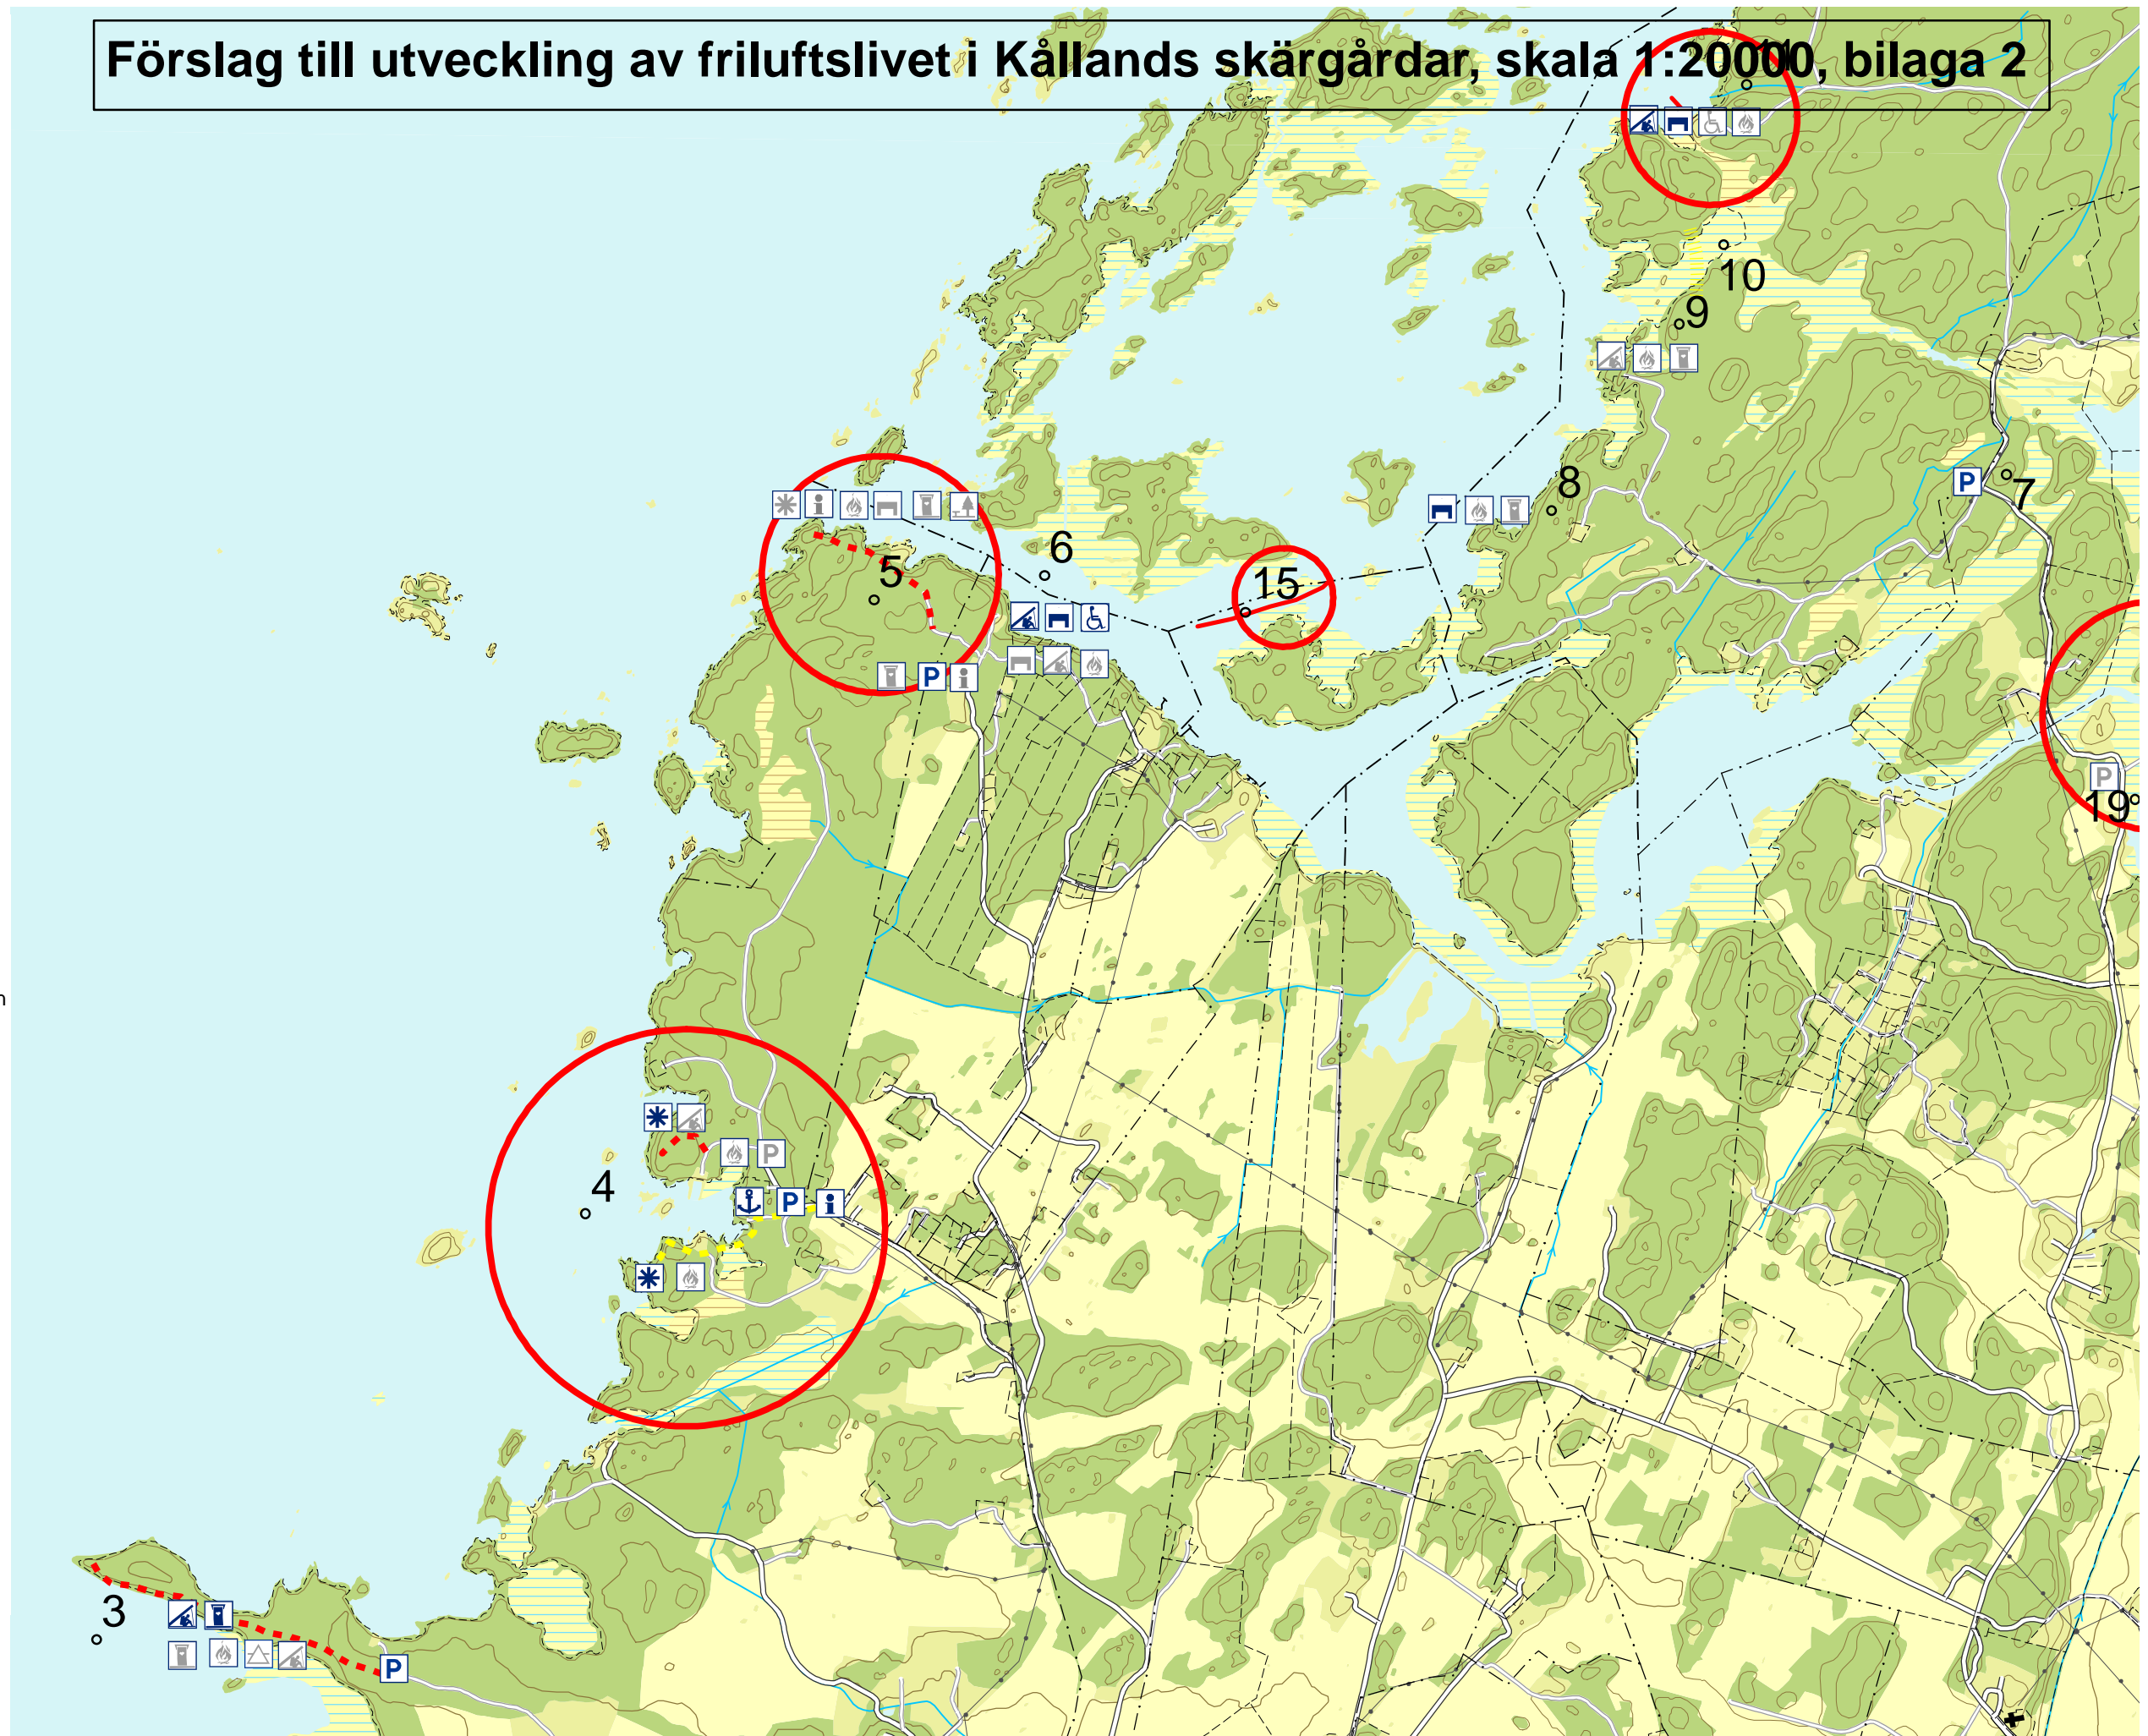 Förslag till utveckling av friluftslivet i Kållands skärgårdar, skala 1:20000, bilaga 2
11
10
9
8
P
7
6
5
15
P
P
19
n
P
4
P
3
P